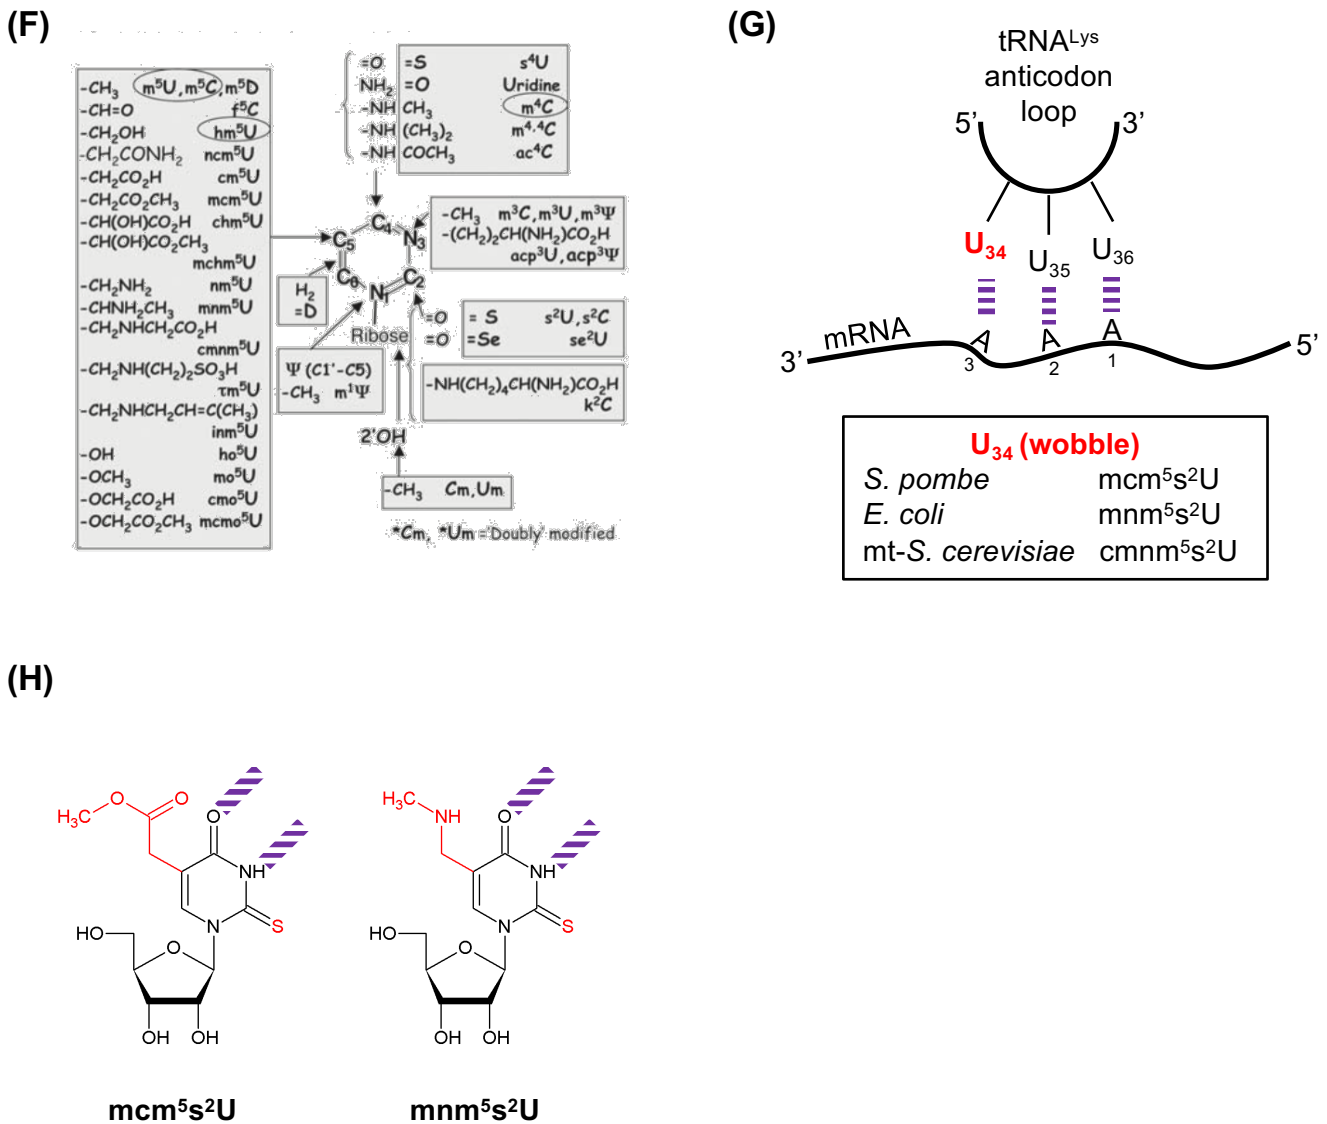 (F)
-CH₃ m⁵U, m⁵C, m⁵D
-CH=O f⁵C
-CH₂OH hm⁵U
-CH₂CONH₂ ncm⁵U
-CH₂CO₂H cm⁵U
-CH₂CO₂CH₃ mcm⁵U
-CH(OH)CO₂H chm⁵U
-CH(OH)CO₂CH₃
mchm⁵U
-CH₂NH₂ nm⁵U
-CHNH₂CH₃ mnm⁵U
-CH₂NHCH₂CO₂H
cmnm⁵U
-CH₂NH(CH₂)₂SO₃H
τm⁵U
-CH₂NHCH₂CH=C(CH₃)
inm⁵U
-OH ho⁵U
-OCH₃ mo⁵U
-OCH₂CO₂H cmo⁵U
-OCH₂CO₂CH₃ mcmo⁵U
=O =S s⁴U
NH₂ =O Uridine
-NH CH₃ m⁴C
-NH (CH₃)₂ m⁴·⁴C
-NH COCH₃ ac⁴C
C₄
C₅ N₃
C₆ C₂
N₁
Ribose
-CH₃ m³C, m³U, m³Ψ
-(CH₂)₂CH(NH₂)CO₂H
acp³U, acp³Ψ
H₂
=D
=O = S s²U, s²C
=O =Se se²U
Ψ (C1'-C5)
-CH₃ m¹Ψ
-NH(CH₂)₄CH(NH₂)CO₂H
k²C
2'OH
-CH₃ Cm, Um
*Cm, *Um ='Doubly' modified
(G)
tRNAᴸʸˢ
anticodon
loop
5’ 3’
U₃₄ U₃₅ U₃₆
mRNA A A A
3 2 1
3’ 5’
U₃₄ (wobble)
S. pombe mcm⁵s²U
E. coli mnm⁵s²U
mt-S. cerevisiae cmnm⁵s²U
(H)
H₃C O O
O
NH
N S
HO O
OH OH
mcm⁵s²U
H₃C NH
O
NH
N S
HO O
OH OH
mnm⁵s²U